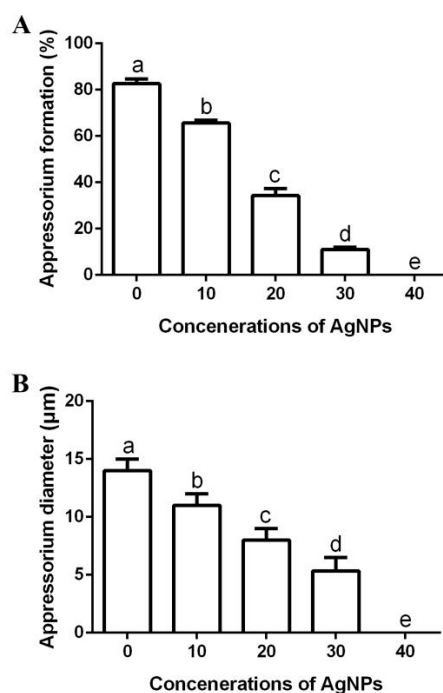 A
Appressorium formation (%)
100
80
60
40
20
0
a
b
c
d
e
0 10 20 30 40
Concenerations of AgNPs
B
Appressorium diameter (μm)
20
15
10
5
0
a
b
c
d
e
0 10 20 30 40
Concenerations of AgNPs